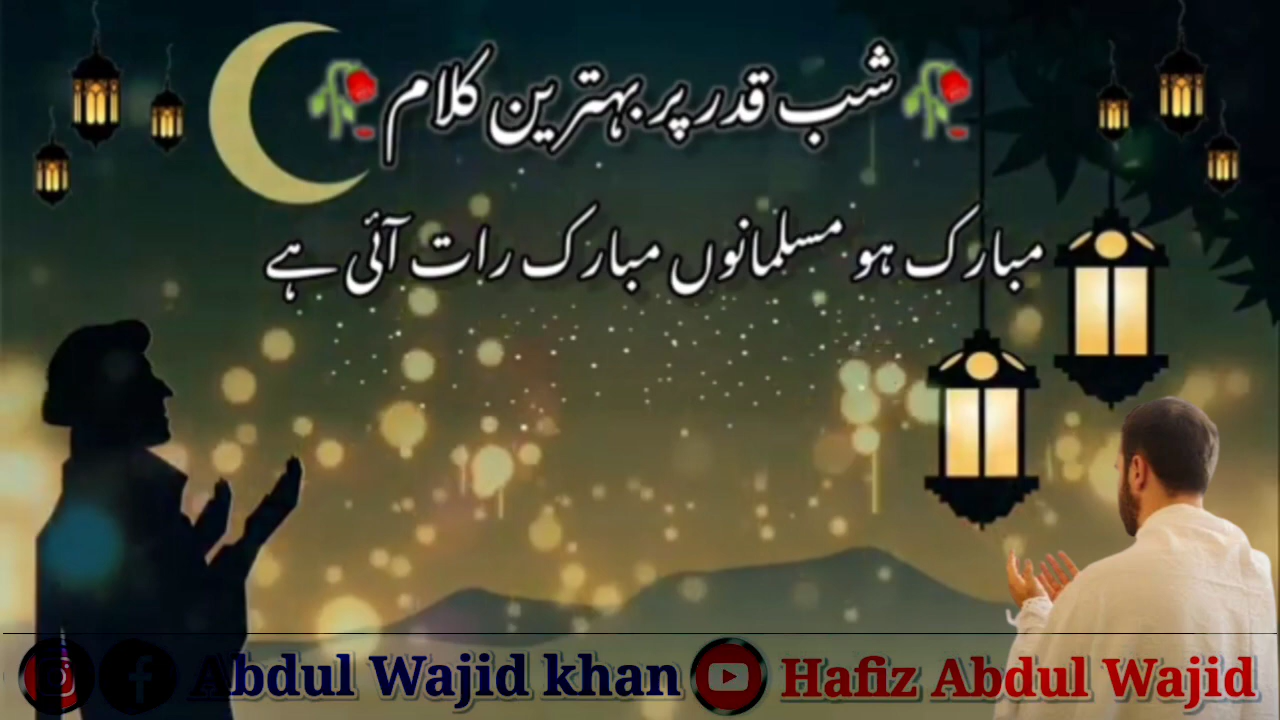 شب قدر پر بہترین کلام
مبارک ہو مسلمانوں مبارک رات آئی ہے
Abdul Wajid khan Hafiz Abdul Wajid